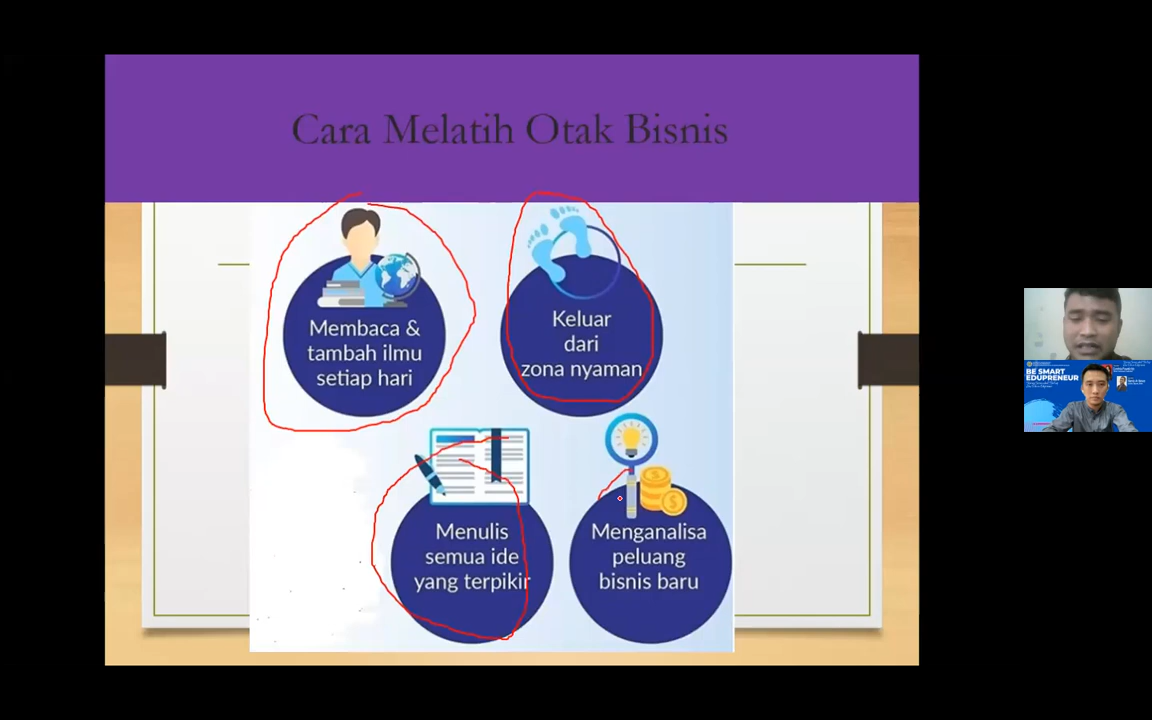 Cara Melatih Otak Bisnis
Membaca &
tambah ilmu
setiap hari
Keluar
dari
zona nyaman
Menulis
semua ide
yang terpikir
Menganalisa
peluang
bisnis baru
BE SMART
EDUPRENEUR